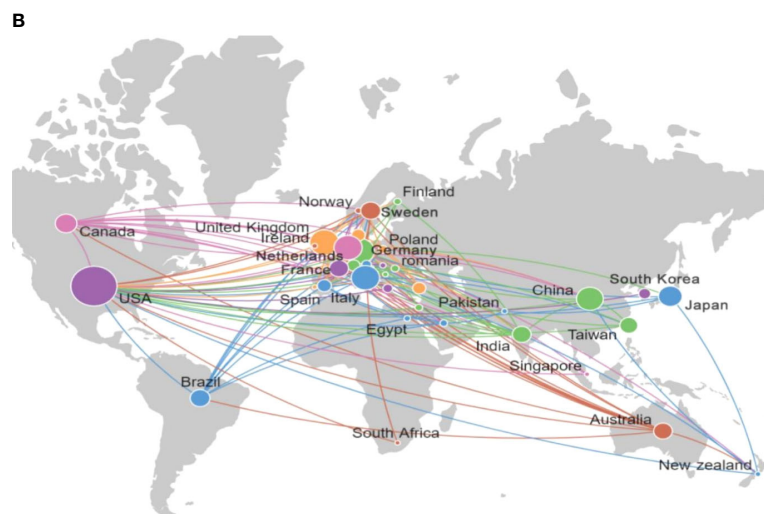 B
Norway
Finland
Sweden
United Kingdom
Canada
Ireland
Poland
Germany
Netherlands
romania
France
USA
Spain
Italy
Pakistan
China
South Korea
Japan
Egypt
India
Taiwan
Singapore
Brazil
Australia
South Africa
New zealand